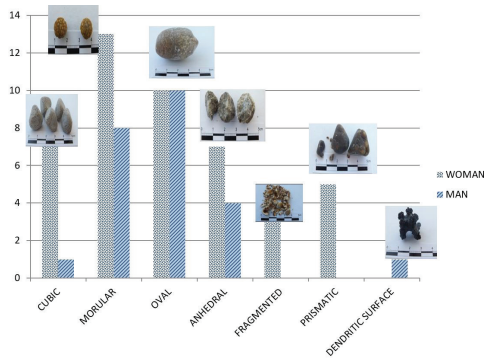 14
12
10
8
6
4
2
0
CUBIC
MORULAR
OVAL
ANHEDRAL
FRAGMENTED
PRISMATIC
DENDRITIC SURFACE
WOMAN
MAN